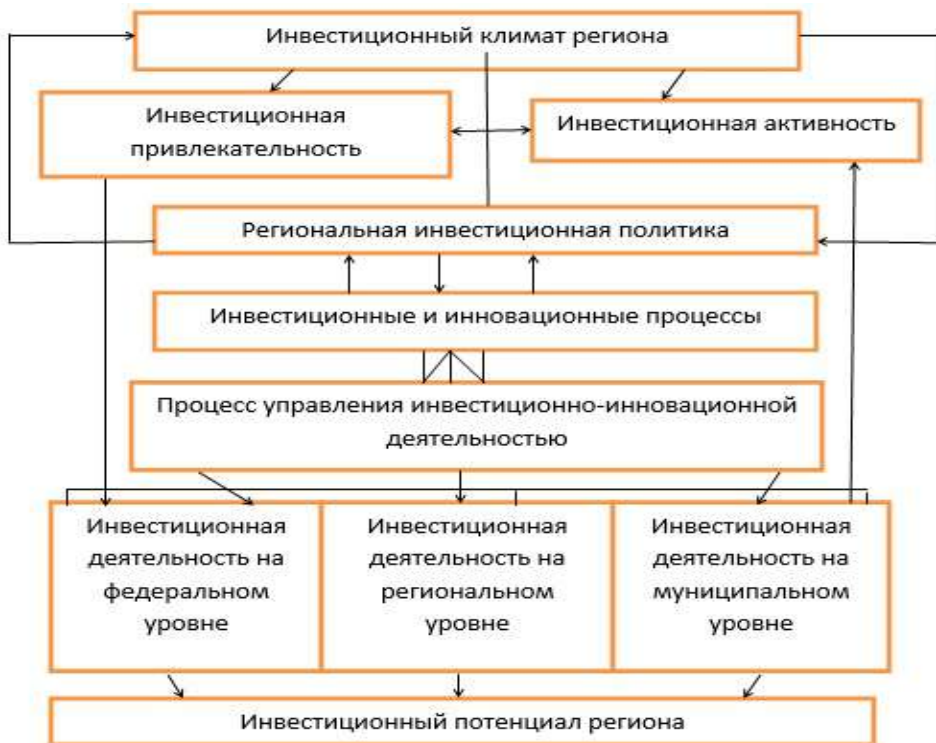 Инвестиционный климат региона
Инвестиционная
привлекательность
Инвестиционная активность
Региональная инвестиционная политика
Инвестиционные и инновационные процессы
Процесс управления инвестиционно-инновационной
деятельностью
Инвестиционная
деятельность на
федеральном
уровне
Инвестиционная
деятельность на
региональном
уровне
Инвестиционная
деятельность на
муниципальном
уровне
Инвестиционный потенциал региона